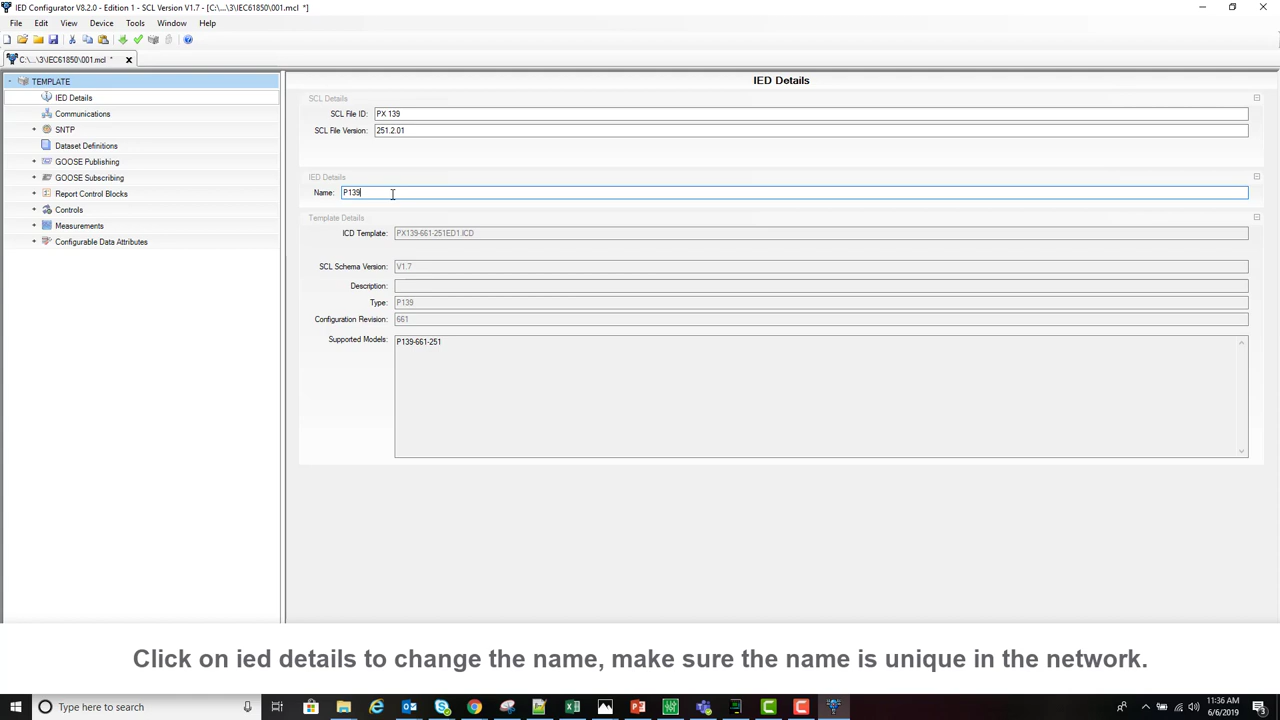 IED Configurator V8.2.0 - Edition 1 - SCL Version V1.7 - [C:\...\3\IEC61850\001.mcl *]
File Edit View Device Tools Window Help
C:\...\3\IEC61850\001.mcl *
TEMPLATE
IED Details
Communications
SNTP
Dataset Definitions
GOOSE Publishing
GOOSE Subscribing
Report Control Blocks
Controls
Measurements
Configurable Data Attributes
IED Details
SCL Details
SCL File ID: PX 139
SCL File Version: 251.2.01
IED Details
Name: P139
Template Details
ICD Template: PX139-661-251ED1.ICD
SCL Schema Version: V1.7
Description:
Type: P139
Configuration Revision: 661
Supported Models: P139-661-251
Click on ied details to change the name, make sure the name is unique in the network.
Type here to search
11:36 AM
6/6/2019